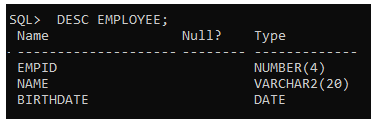 SQL>  DESC EMPLOYEE;
 Name                    Null?    Type
 ----------------------- -------- -------------
 EMPID                            NUMBER(4)
 NAME                             VARCHAR2(20)
 BIRTHDATE                        DATE